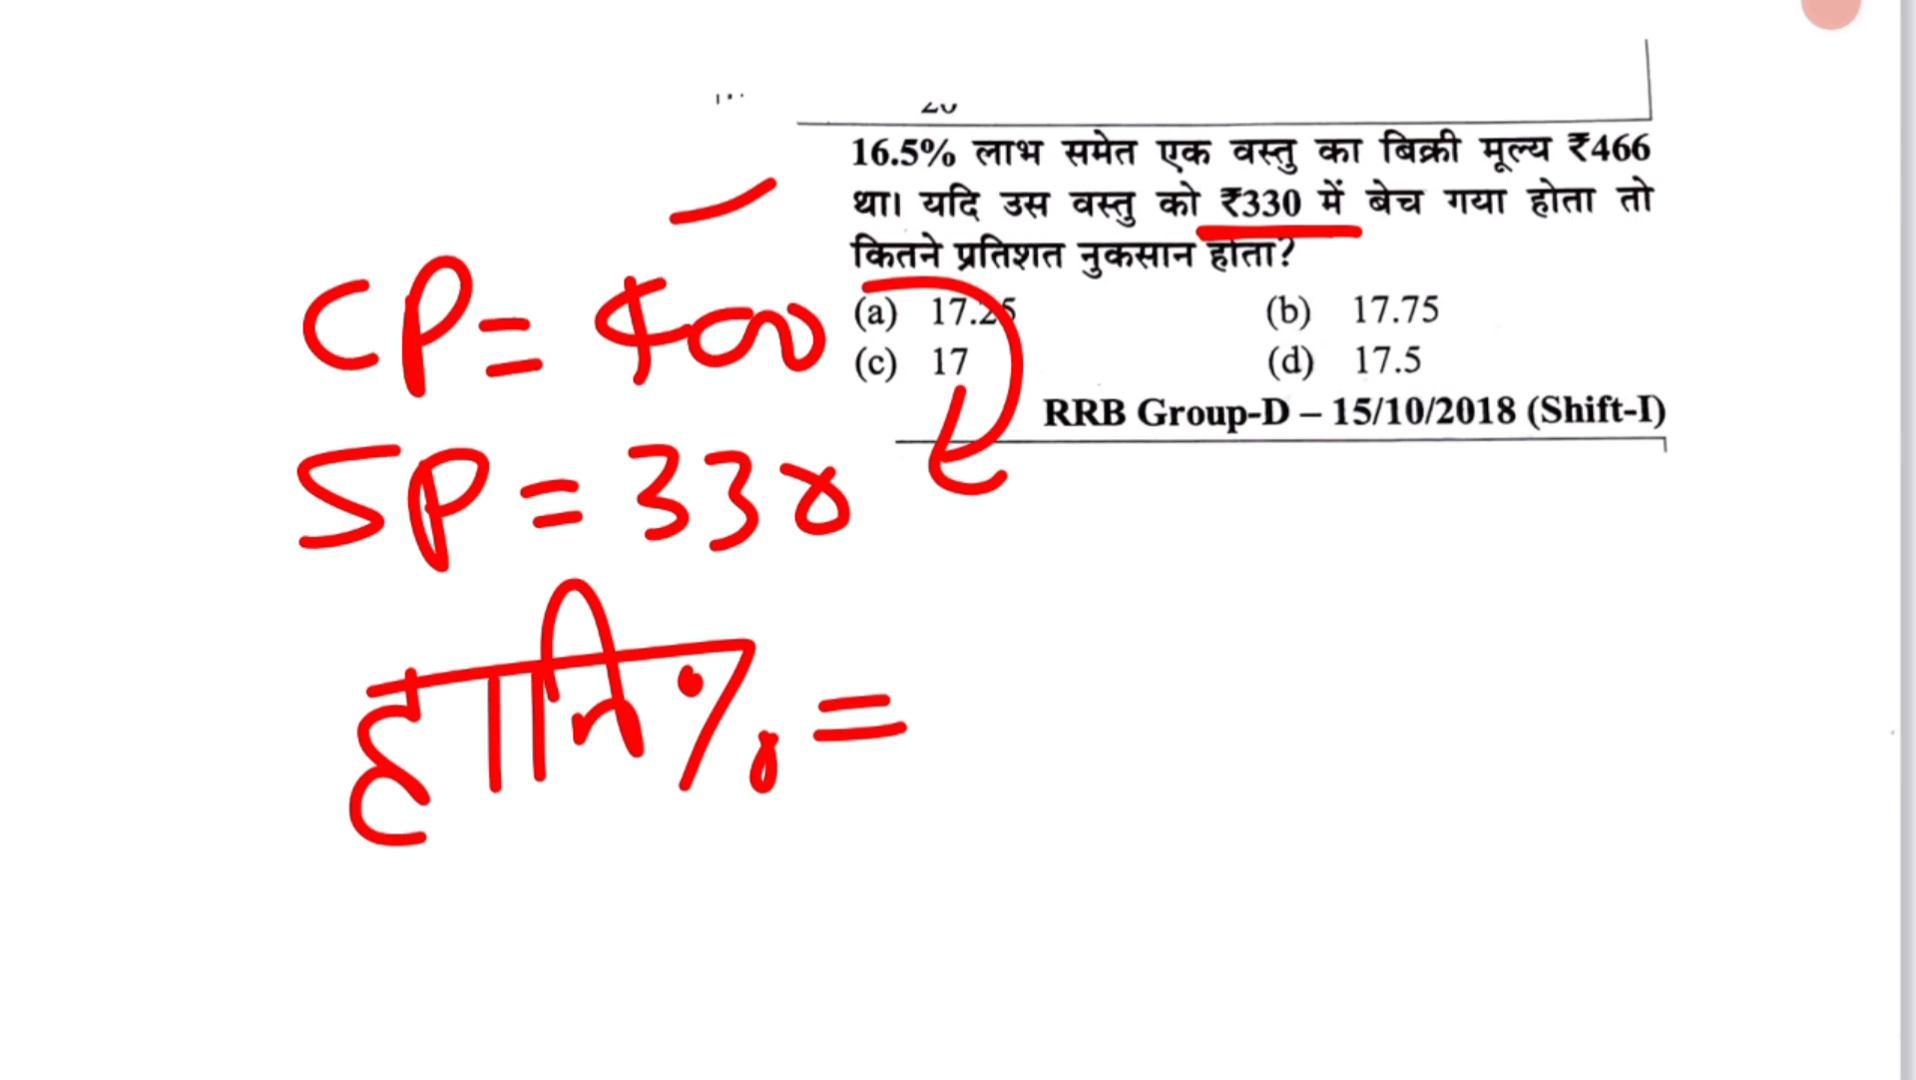 16.5% लाभ समेत एक वस्तु का बिक्री मूल्य ₹466
था। यदि उस वस्तु को ₹330 में बेच गया होता तो
कितने प्रतिशत नुकसान होता?
(a) 17.25 (b) 17.75
(c) 17 (d) 17.5
RRB Group-D – 15/10/2018 (Shift-I)
CP = 400
SP = 330
हानि% =